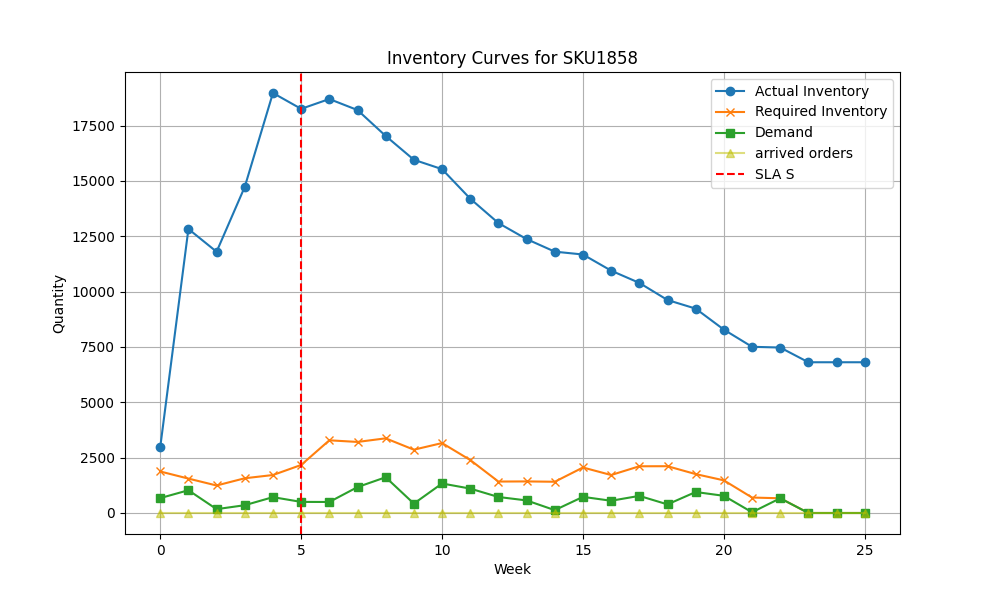 Inventory Curves for SKU1858
Actual Inventory
Required Inventory
Demand
arrived orders
SLA S
17500
15000
12500
10000
7500
5000
2500
0
Quantity
0 5 10 15 20 25
Week